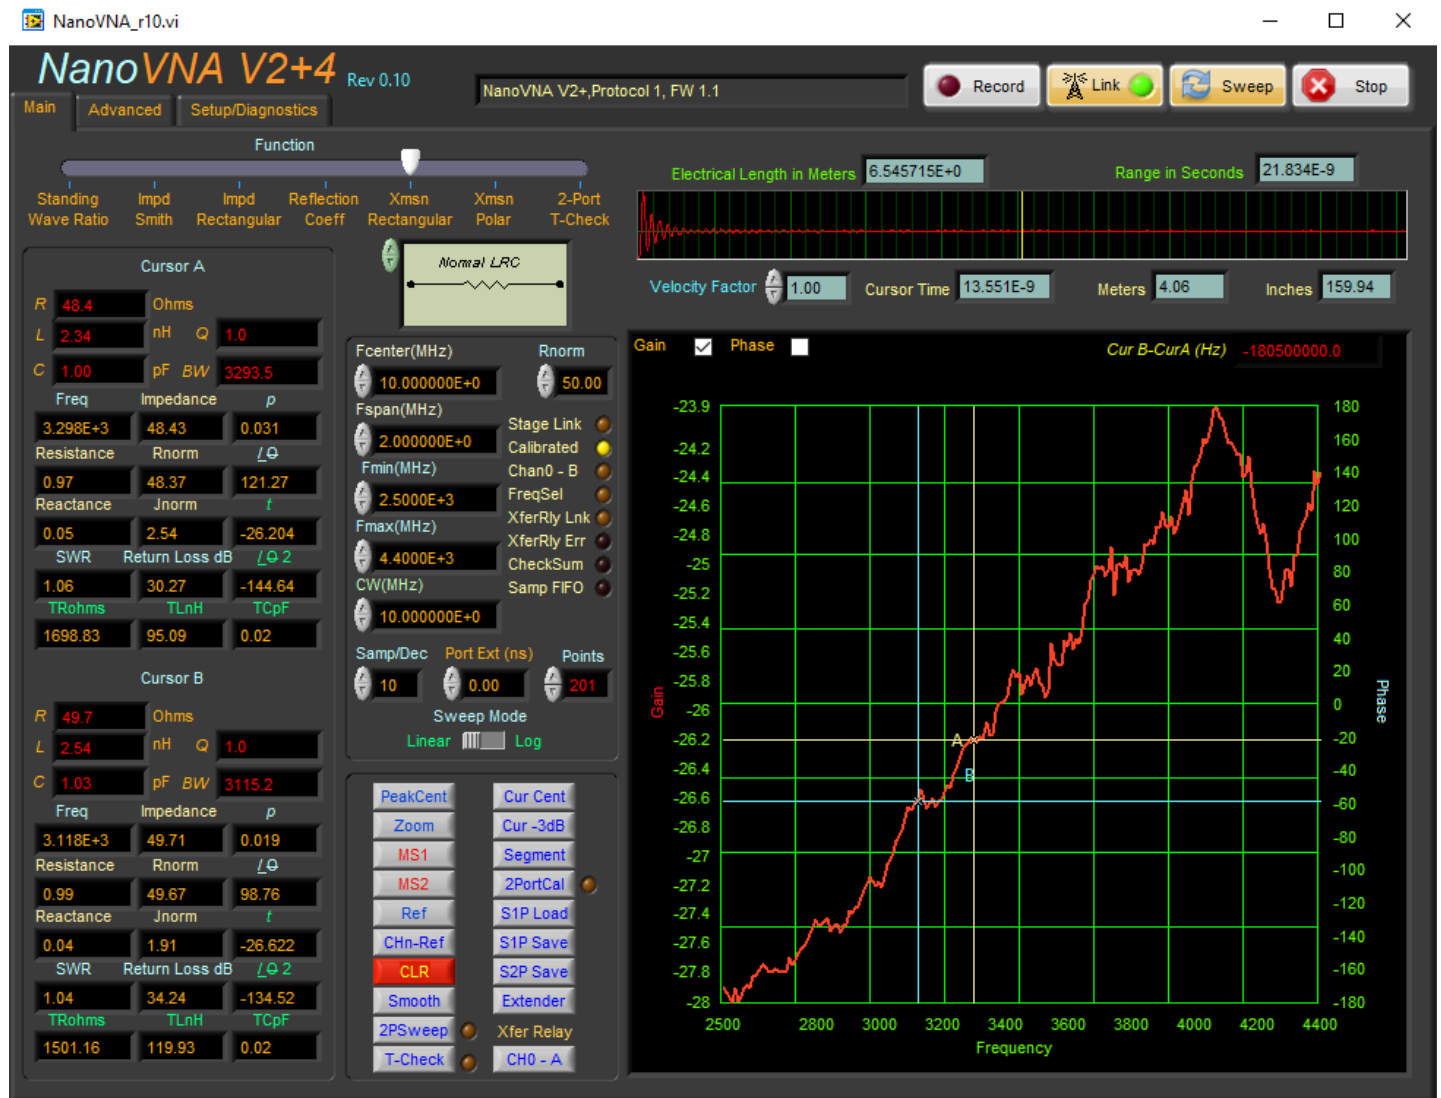 NanoVNA_r10.vi
NanoVNA V2+4 Rev 0.10
NanoVNA V2+,Protocol 1, FW 1.1
Record Link Sweep Stop
Main Advanced Setup/Diagnostics
Function
Standing Wave Ratio
Impd Smith
Impd Rectangular
Reflection Coeff
Xmsn Rectangular
Xmsn Polar
2-Port T-Check
Electrical Length in Meters 6.545715E+0 Range in Seconds 21.834E-9
Velocity Factor 1.00 Cursor Time 13.551E-9 Meters 4.06 Inches 159.94
Normal LRC
Cursor A
R 48.4 Ohms
L 2.34 nH Q 1.0
C 1.00 pF BW 3293.5
Freq Impedance p
3.298E+3 48.43 0.031
Resistance Rnorm /Θ
0.97 48.37 121.27
Reactance Jnorm t
0.05 2.54 -26.204
SWR Return Loss dB /Θ 2
1.06 30.27 -144.64
TRohms TLnH TCpF
1698.83 95.09 0.02
Cursor B
R 49.7 Ohms
L 2.54 nH Q 1.0
C 1.03 pF BW 3115.2
Freq Impedance p
3.118E+3 49.71 0.019
Resistance Rnorm /Θ
0.99 49.67 98.76
Reactance Jnorm t
0.04 1.91 -26.622
SWR Return Loss dB /Θ 2
1.04 34.24 -134.52
TRohms TLnH TCpF
1501.16 119.93 0.02
Fcenter(MHz) Rnorm
10.000000E+0 50.00
Fspan(MHz)
2.000000E+0
Fmin(MHz)
2.5000E+3
Fmax(MHz)
4.4000E+3
CW(MHz)
10.000000E+0
Stage Link
Calibrated
Chan0 - B
FreqSel
XferRly Lnk
XferRly Err
CheckSum
Samp FIFO
Samp/Dec Port Ext (ns) Points
10 0.00 201
Sweep Mode
Linear Log
PeakCent Cur Cent
Zoom Cur -3dB
MS1 Segment
MS2 2PortCal
Ref S1P Load
CHn-Ref S1P Save
CLR S2P Save
Smooth Extender
2PSweep Xfer Relay
T-Check CH0 - A
Gain Phase Cur B-CurA (Hz) -180500000.0
-23.9
-24.2
-24.4
-24.6
-24.8
-25
-25.2
-25.4
-25.6
-25.8
-26
-26.2
-26.4
-26.6
-26.8
-27
-27.2
-27.4
-27.6
-27.8
-28
Gain
A
B
180
160
140
120
100
80
60
40
20
0
-20
-40
-60
-80
-100
-120
-140
-160
-180
Phase
2500 2800 3000 3200 3400 3600 3800 4000 4200 4400
Frequency